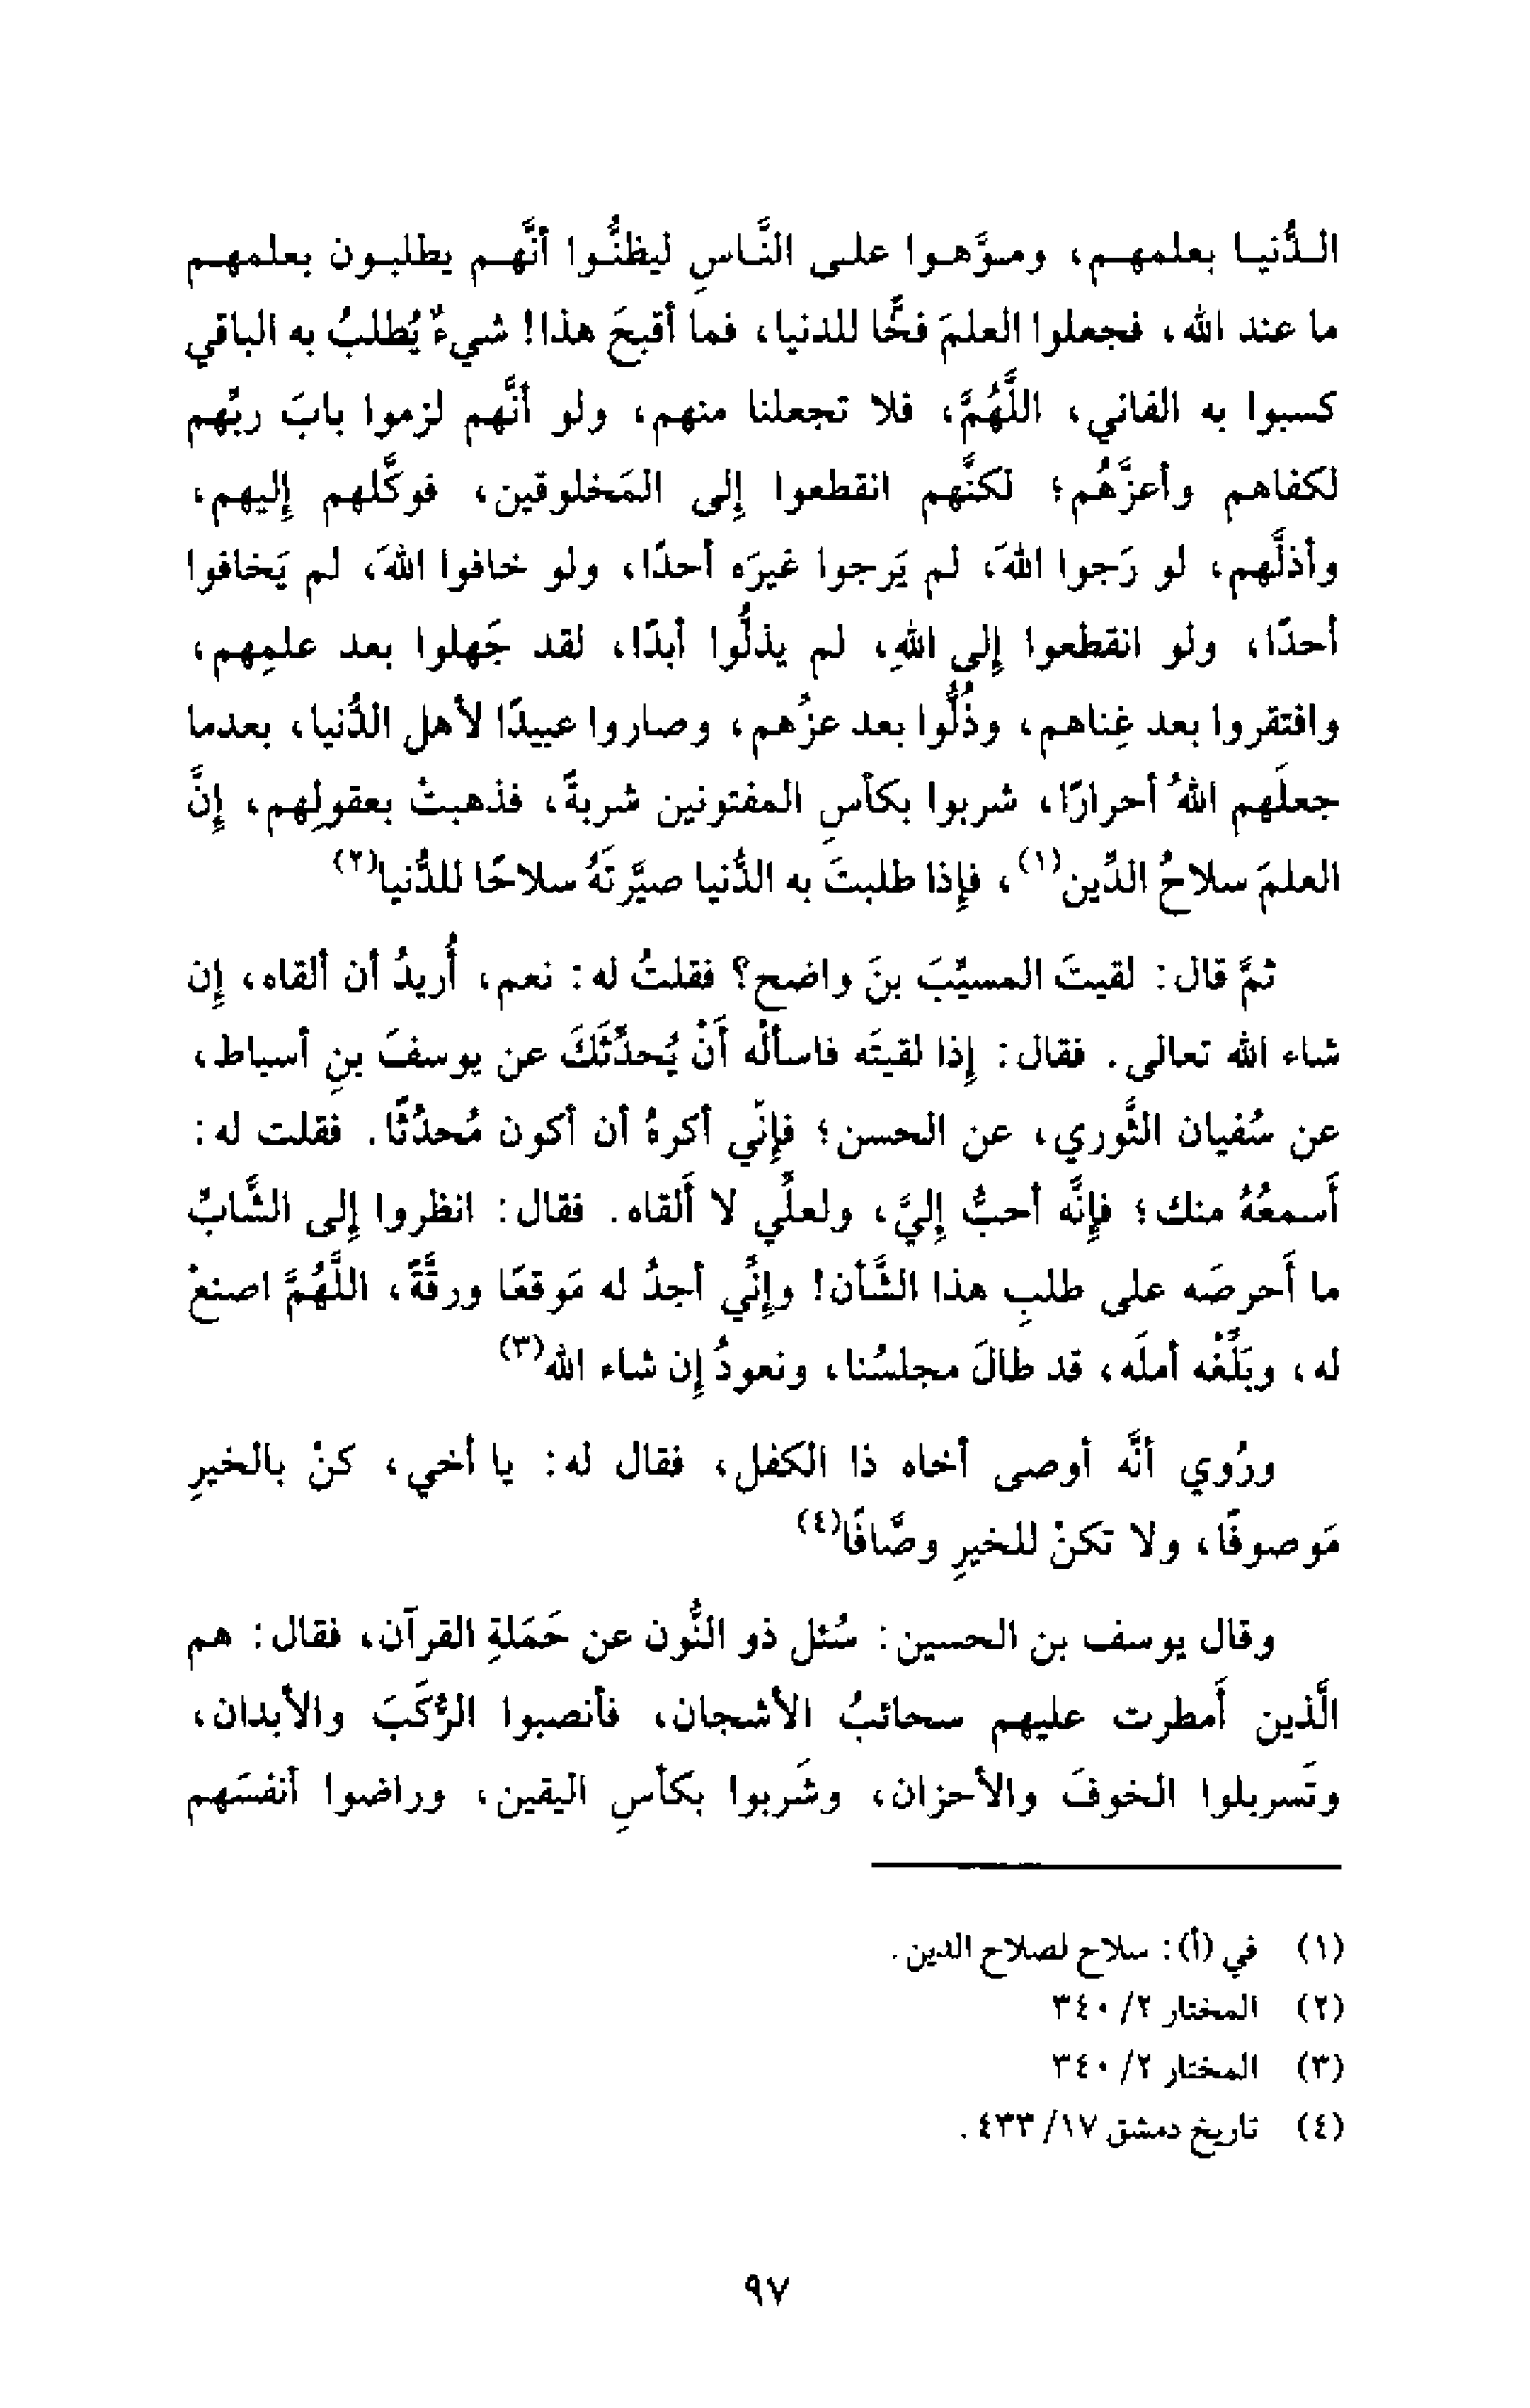 الدُّنيا بعلمهم، وموَّهوا على النَّاسِ ليظنُّوا أنَّهم يطلبون بعلمهم
ما عند الله، فجعلوا العلمَ فخًّا للدنيا، فما أقبحَ هذا! شيءٌ يُطلبُ به الباقي
كسبوا به الفاني، اللَّهُمَّ، فلا تجعلنا منهم، ولو أنَّهم لزموا بابَ ربِّهم
لكفاهم وأعزَّهُم؛ لكنَّهم انقطعوا إلى المَخلوقين، فوكَّلهم إليهم،
وأذلَّهم، لو رَجوا اللهَ، لم يَرجوا غيرَه أحدًا، ولو خافوا اللهَ، لم يَخافوا
أحدًا، ولو انقطعوا إلى اللهِ، لم يذلُّوا أبدًا، لقد جَهلوا بعد علمِهم،
وافتقروا بعد غِناهم، وذُلُّوا بعد عزُهم، وصاروا عبيدًا لأهل الدُّنيا، بعدما
جعلَهم اللهُ أحرارًا، شربوا بكأسِ المفتونين شربةً، فذهبتْ بعقولِهم، إنَّ
العلمَ سلاحُ الدِّين(١)، فإذا طلبتَ به الدُّنيا صيَّرتَهُ سلاحًا للدُّنيا(٢)
ثمَّ قال: لقيتَ المسيَّبَ بنَ واضح؟ فقلتُ له: نعم، أُريدُ أن ألقاه، إن
شاء الله تعالى. فقال: إذا لقيتَه فاسألْه أَنْ يُحدِّثَكَ عن يوسفَ بنِ أسباط،
عن سُفيان الثَّوري، عن الحسن؛ فإنِّي أكرهُ أن أكون مُحدِّثًا. فقلت له:
أَسمعُهُ منك؛ فإنَّه أحبُّ إليَّ، ولعلِّي لا أَلقاه. فقال: انظروا إلى الشَّابِّ
ما أَحرصَه على طلبِ هذا الشَّأن! وإنِّي أجدُ له مَوقعًا ورقَّةً، اللَّهُمَّ اصنعْ
له، وبَلِّغْه أملَه، قد طالَ مجلسُنا، ونعودُ إن شاء الله(٣)
ورُوي أنَّه أوصى أخاه ذا الكفل، فقال له: يا أخي، كنْ بالخيرِ
مَوصوفًا، ولا تكنْ للخيرِ وصَّافًا(٤)
وقال يوسف بن الحسين: سُئل ذو النُّون عن حَمَلةِ القرآن، فقال: هم
الَّذين أَمطرت عليهم سحائبُ الأشجان، فأنصبوا الرُّكَبَ والأبدان،
وتَسربلوا الخوفَ والأحزان، وشَربوا بكأسِ اليقين، وراضوا أنفسَهم
(١) في (أ): سلاح لصلاح الدين.
(٢) المختار ٢/ ٣٤٠
(٣) المختار ٢/ ٣٤٠
(٤) تاريخ دمشق ١٧/ ٤٣٣.
٩٧